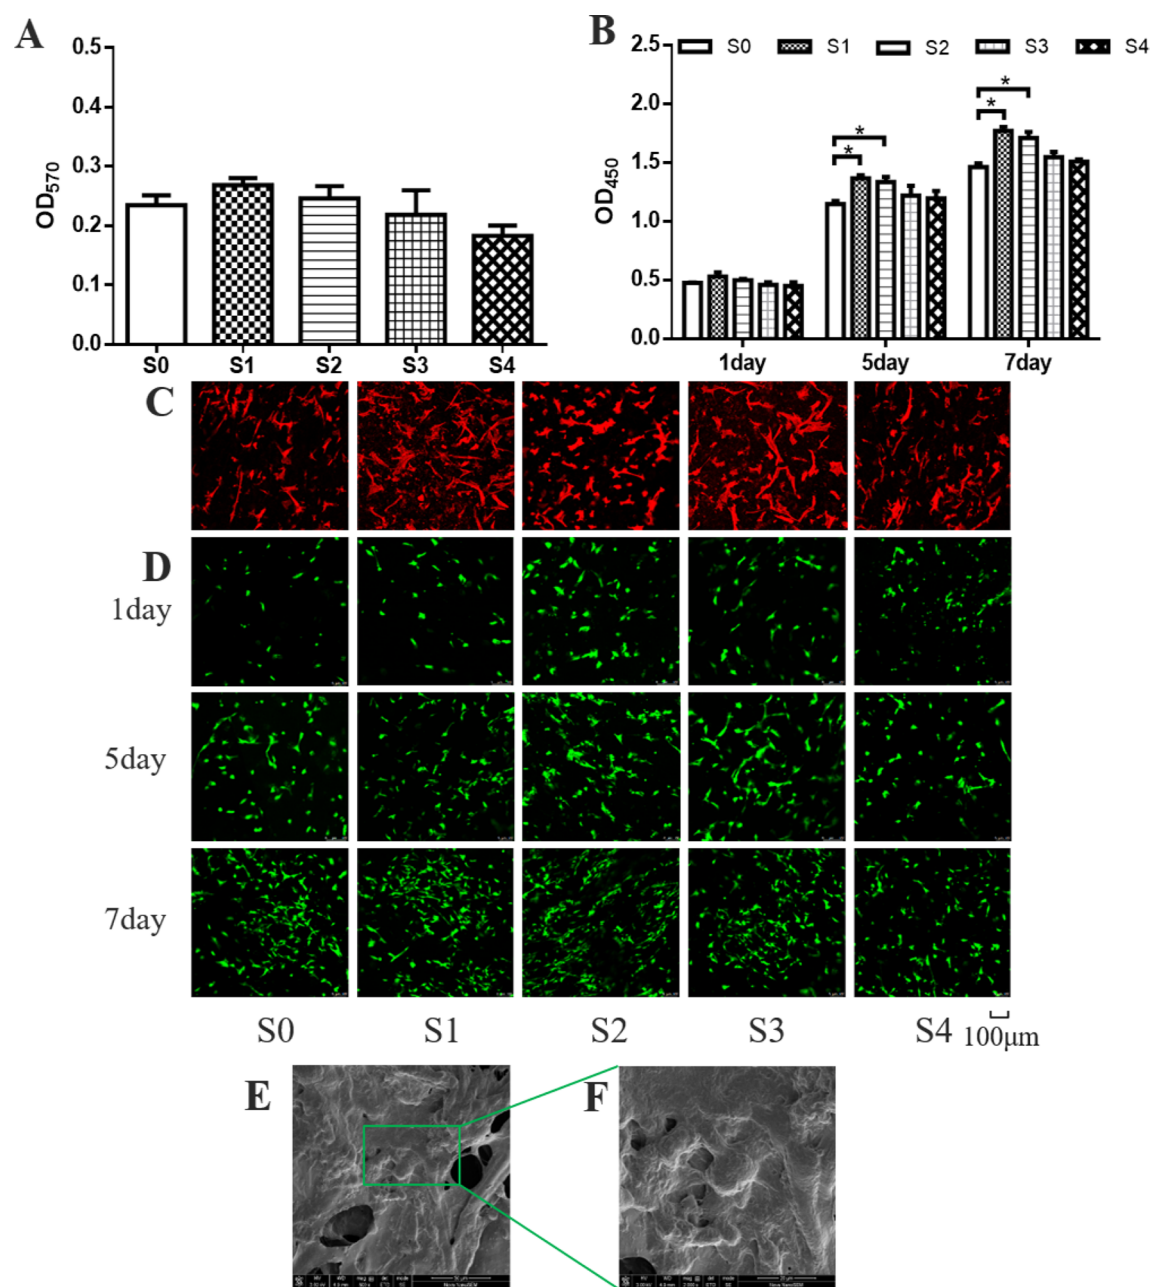 A
0.5
0.4
0.3
0.2
0.1
0.0
OD570
S0 S1 S2 S3 S4
B
S0 S1 S2 S3 S4
2.5
2.0
1.5
1.0
0.5
0.0
OD450
* * * *
1day 5day 7day
C
D
1day
5day
7day
S0 S1 S2 S3 S4 100μm
E
F